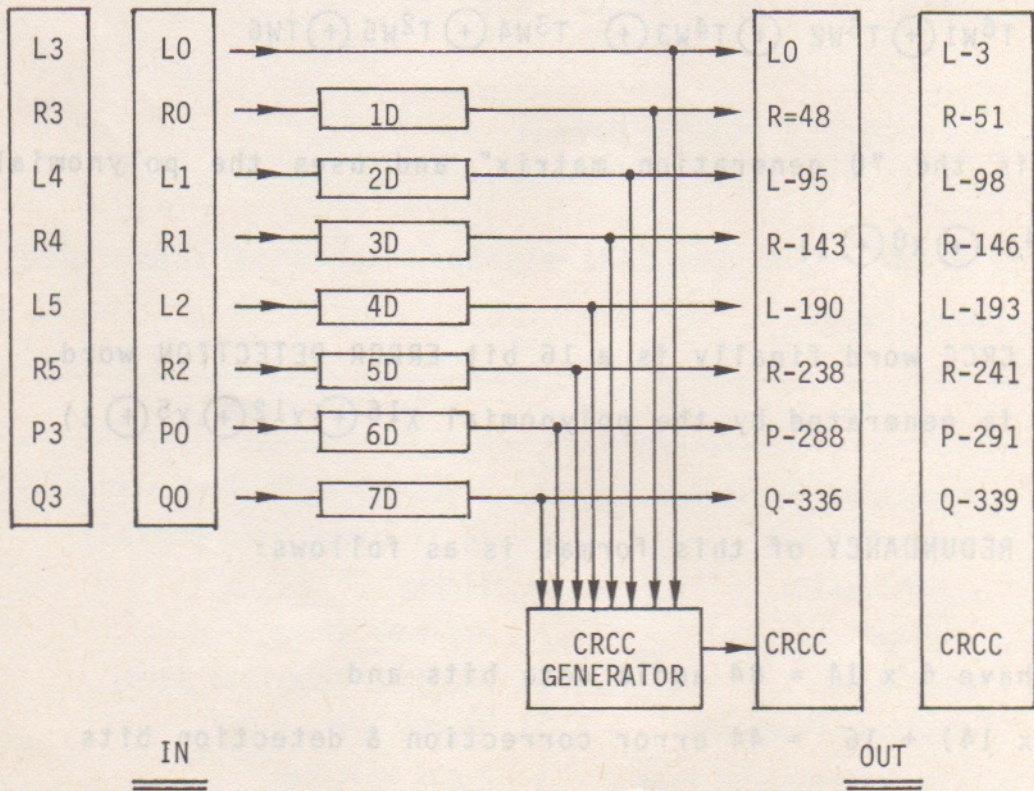 L3 L0 L0 L-3
R3 R0 1D R=48 R-51
L4 L1 2D L-95 L-98
R4 R1 3D R-143 R-146
L5 L2 4D L-190 L-193
R5 R2 5D R-238 R-241
P3 P0 6D P-288 P-291
Q3 Q0 7D Q-336 Q-339
CRCC GENERATOR CRCC CRCC
IN OUT